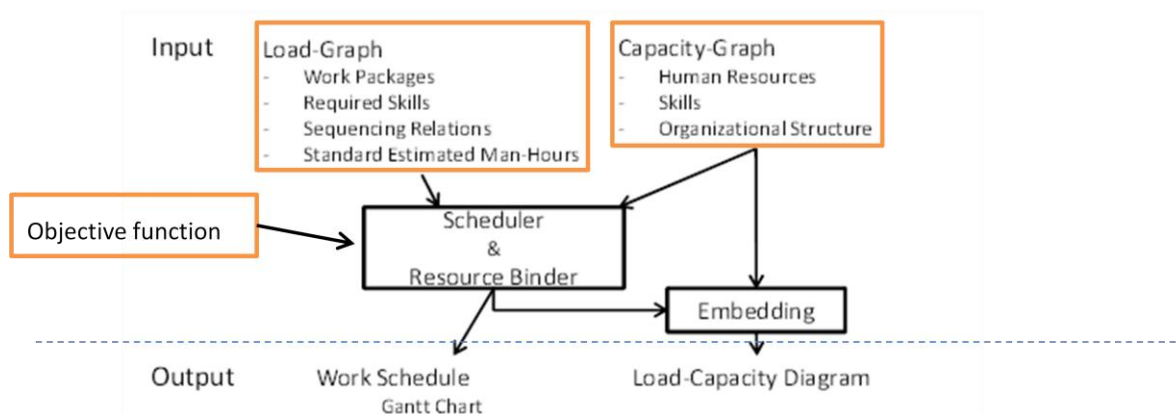 Input
Load-Graph
- Work Packages
- Required Skills
- Sequencing Relations
- Standard Estimated Man-Hours
Capacity-Graph
- Human Resources
- Skills
- Organizational Structure
Objective function
Scheduler
&
Resource Binder
Embedding
Output
Work Schedule
Gantt Chart
Load-Capacity Diagram